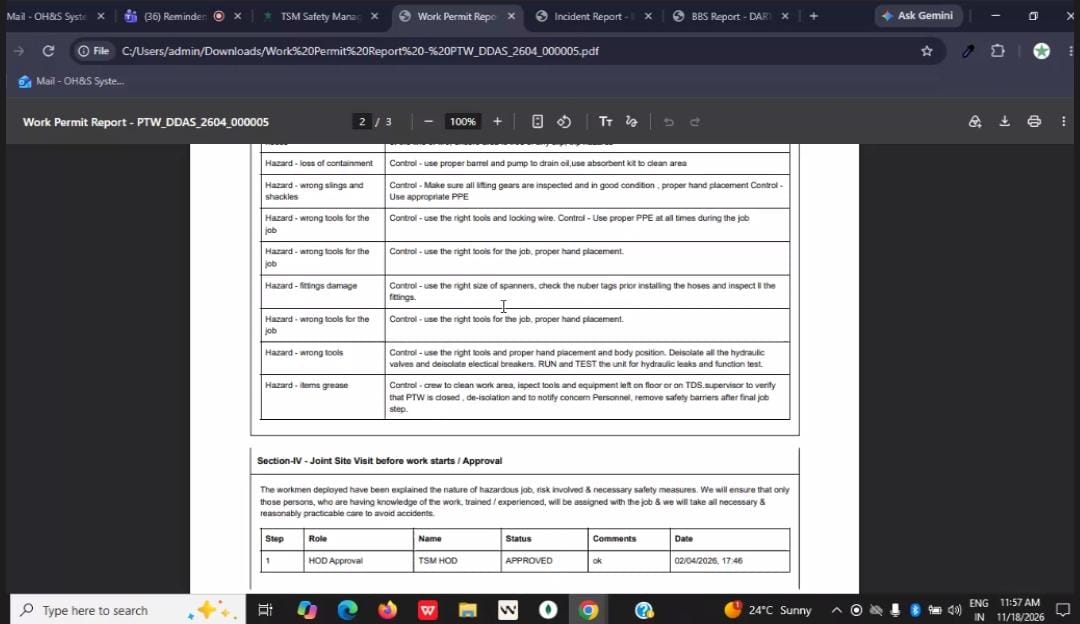 Mail - OH&S Syste
(36) Reminder
TSM Safety Manag
Work Permit Repo
Incident Report -
BBS Report - DAR
Ask Gemini
File
C:/Users/admin/Downloads/Work%20Permit%20Report%20-%20PTW_DDAS_2604_000005.pdf
Mail - OH&S Syste...
Work Permit Report - PTW_DDAS_2604_000005
2 / 3
100%
Hazard - loss of containment
Control - use proper barrel and pump to drain oil,use absorbent kit to clean area
Hazard - wrong slings and
shackles
Control - Make sure all lifting gears are inspected and in good condition , proper hand placement Control -
Use appropriate PPE
Hazard - wrong tools for the
job
Control - use the right tools and locking wire. Control - Use proper PPE at all times during the job
Hazard - wrong tools for the
job
Control - use the right tools for the job, proper hand placement.
Hazard - fittings damage
Control - use the right size of spanners, check the nuber tags prior installing the hoses and inspect ll the
fittings.
Hazard - wrong tools for the
job
Control - use the right tools for the job, proper hand placement.
Hazard - wrong tools
Control - use the right tools and proper hand placement and body position. Deisolate all the hydraulic
valves and deisolate electical breakers. RUN and TEST the unit for hydraulic leaks and function test.
Hazard - items grease
Control - crew to clean work area, ispect tools and equipment left on floor or on TDS.supervisor to verify
that PTW is closed , de-isolation and to notify concern Personnel, remove safety barriers after final job
step.
Section-IV - Joint Site Visit before work starts / Approval
The workmen deployed have been explained the nature of hazardous job, risk involved & necessary safety measures. We will ensure that only
those persons, who are having knowledge of the work, trained / experienced, will be assigned with the job & we will take all necessary &
reasonably practicable care to avoid accidents.
Step Role Name Status Comments Date
1 HOD Approval TSM HOD APPROVED ok 02/04/2026, 17:46
Type here to search
24°C Sunny
ENG
IN
11:57 AM
11/18/2026